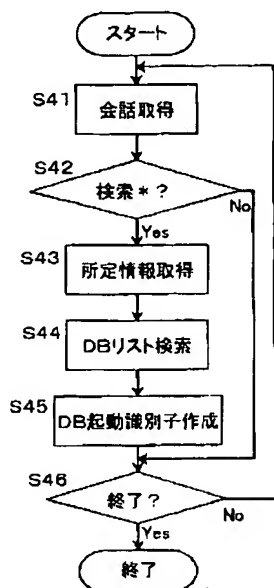 スタート
S41
会話取得
S42
検索*?
No
Yes
S43
所定情報取得
S44
DBリスト検索
S45
DB起動識別子作成
S46
終了?
No
Yes
終了